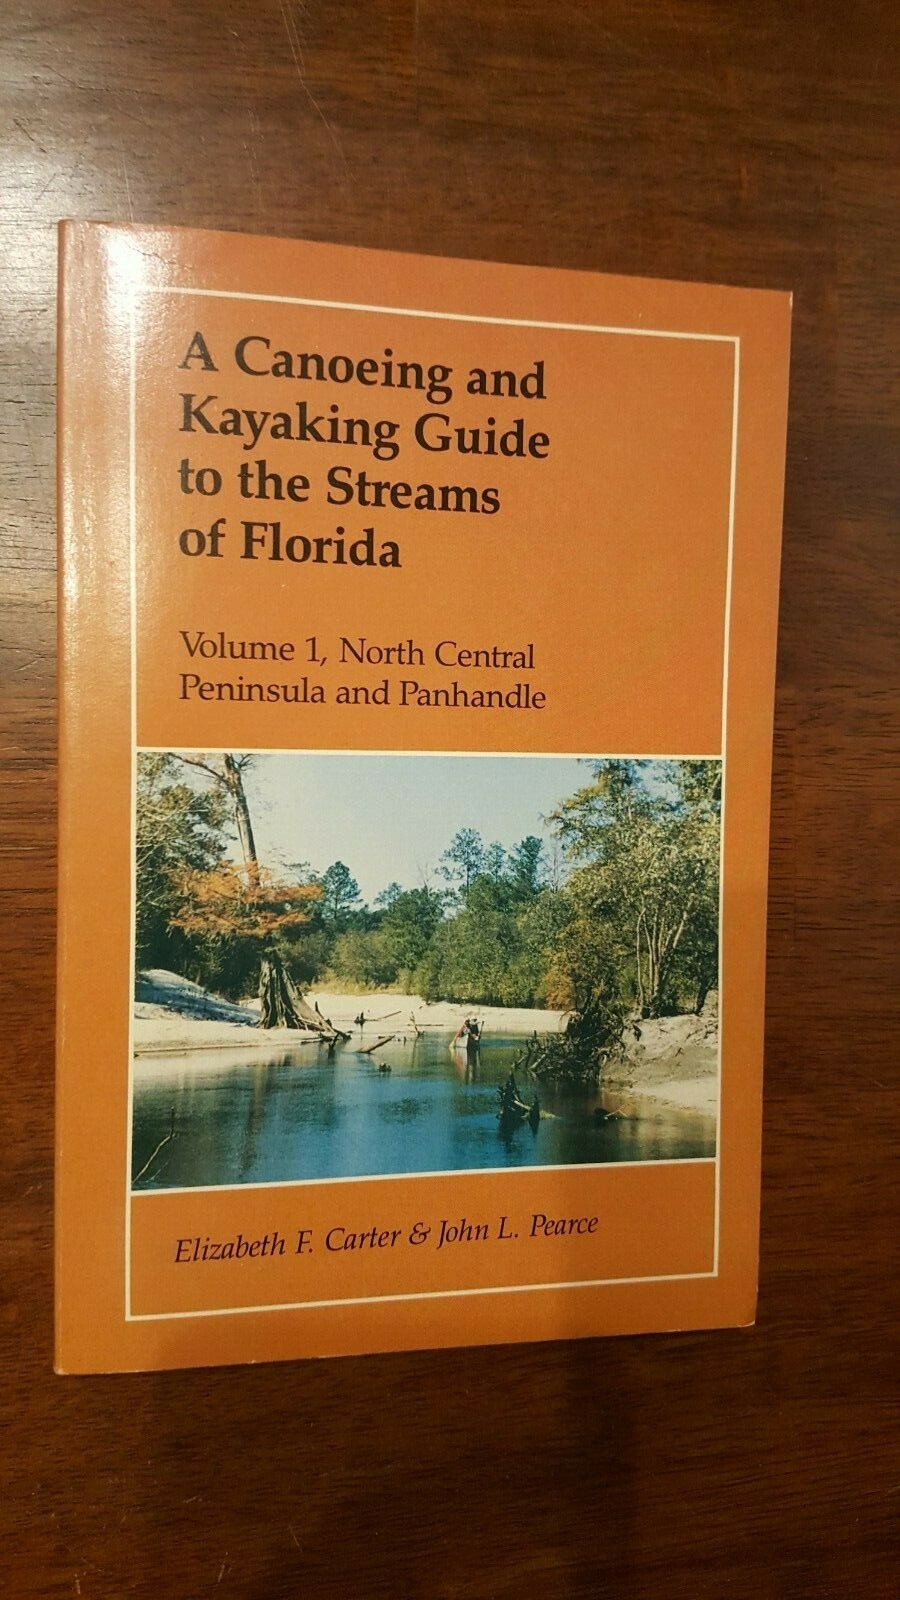 A Canoeing and
Kayaking Guide
to the Streams
of Florida
Volume 1, North Central
Peninsula and Panhandle
Elizabeth F. Carter & John L. Pearce